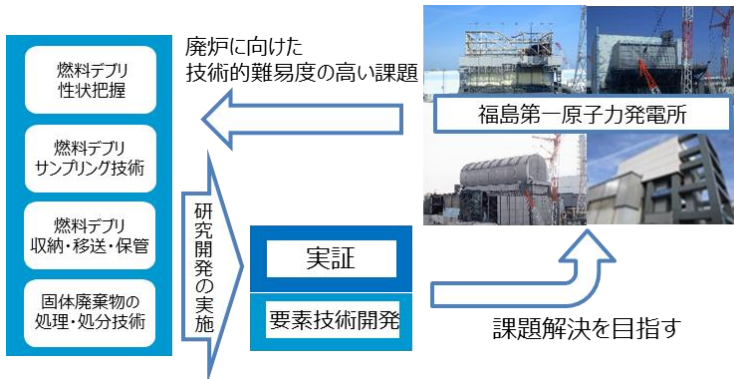 廃炉に向けた
技術的難易度の高い課題
福島第一原子力発電所
燃料デブリ
性状把握
燃料デブリ
サンプリング技術
燃料デブリ
収納・移送・保管
固体廃棄物の
処理・処分技術
研究開発の実施
実証
要素技術開発
課題解決を目指す